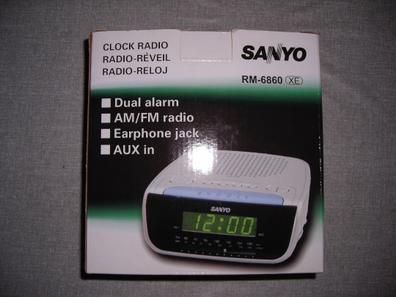 CLOCK RADIO
RADIO-RÉVEIL
RADIO-RELOJ
SANYO
RM-6860 XE
Dual alarm
AM/FM radio
Earphone jack
AUX in
SANYO
12:00